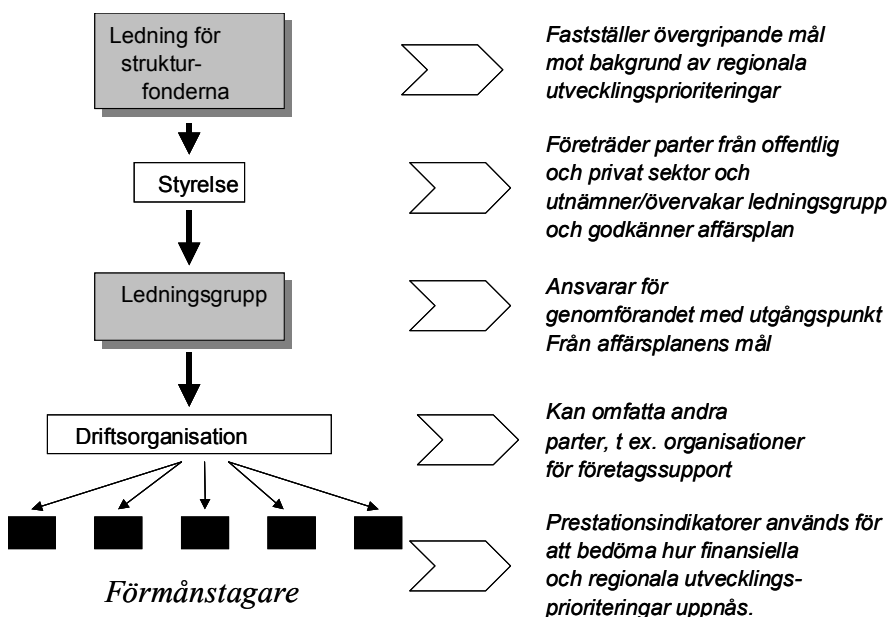 Ledning för
struktur-
fonderna
Fastställer övergripande mål
mot bakgrund av regionala
utvecklingsprioriteringar
Styrelse
Företräder parter från offentlig
och privat sektor och
utnämner/övervakar ledningsgrupp
och godkänner affärsplan
Ledningsgrupp
Ansvarar för
genomförandet med utgångspunkt
Från affärsplanens mål
Driftsorganisation
Kan omfatta andra
parter, t ex. organisationer
för företagssupport
Förmånstagare
Prestationsindikatorer används för
att bedöma hur finansiella
och regionala utvecklings-
prioriteringar uppnås.